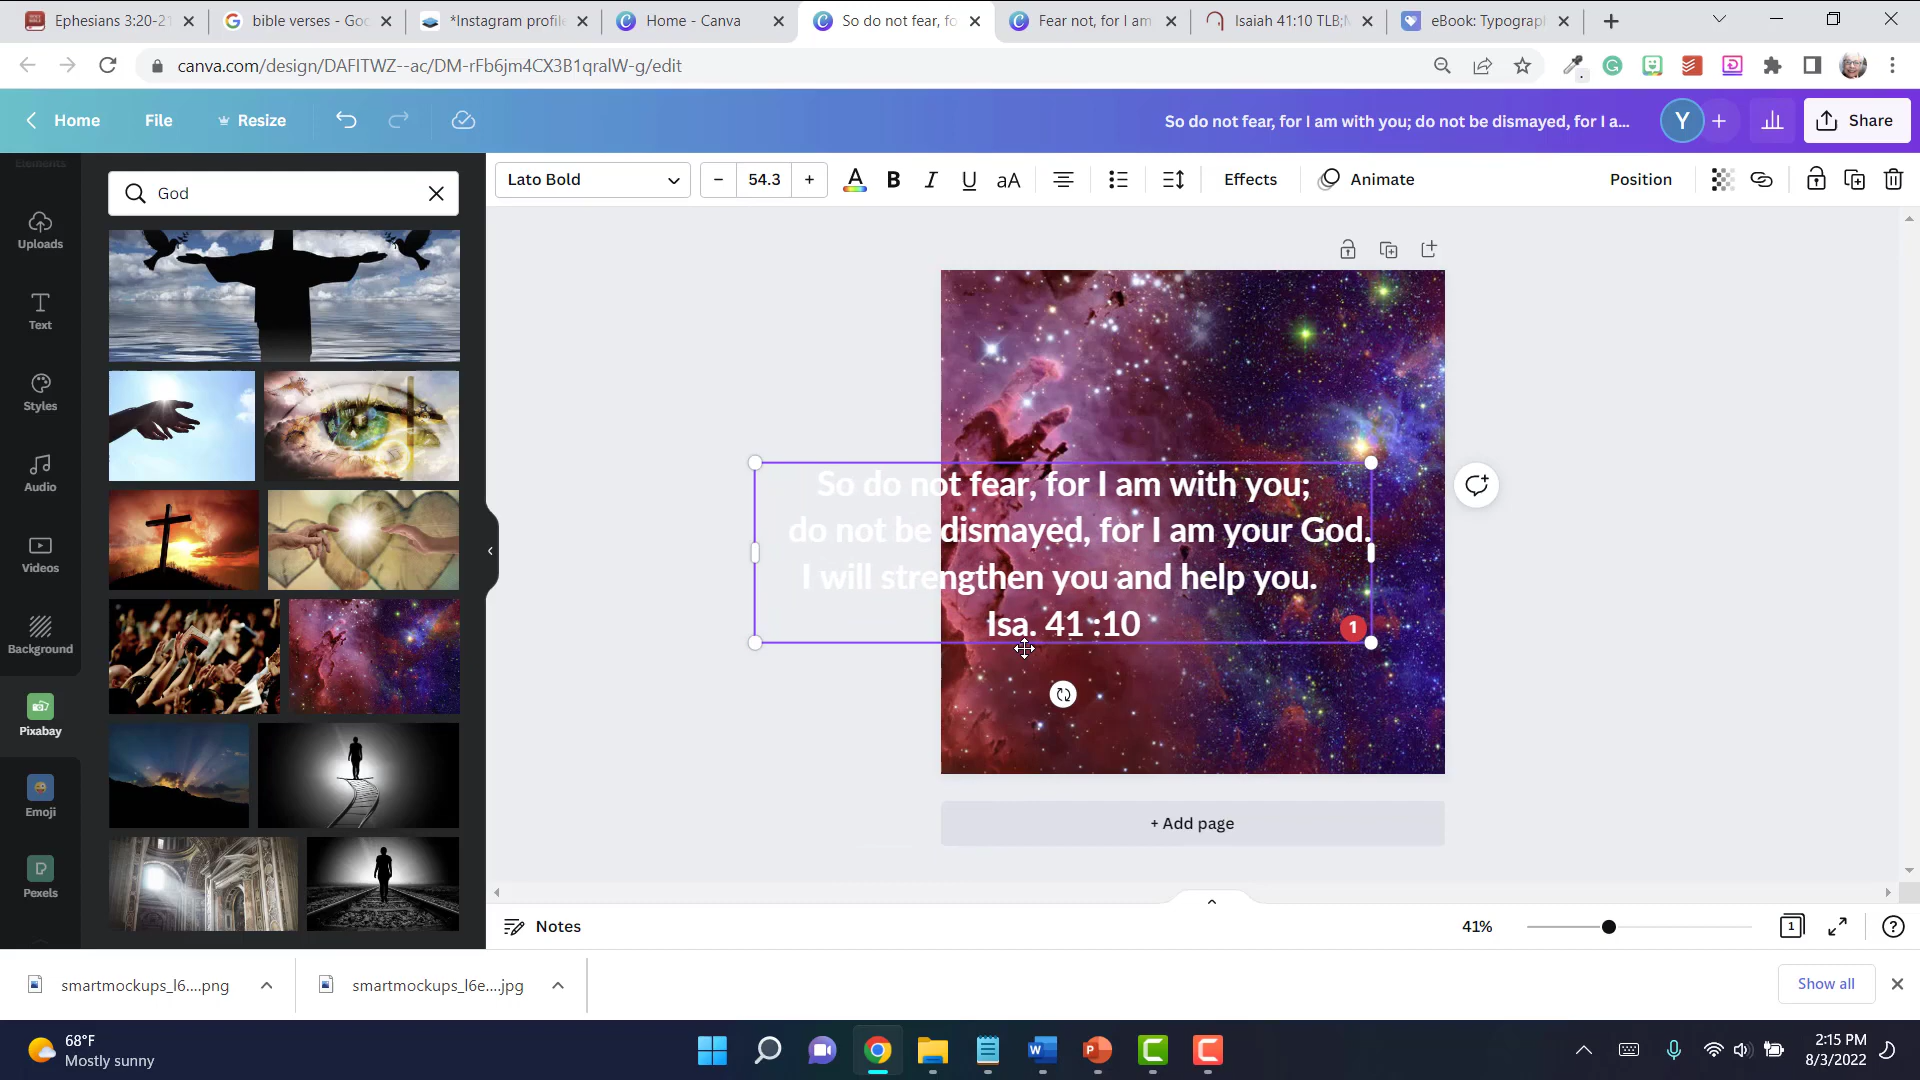 Ephesians 3:20-21
bible verses - Goo
*Instagram profile
Home - Canva
So do not fear, fo
Fear not, for I am
Isaiah 41:10 TLB;N
eBook: Typograph
canva.com/design/DAFITWZ--ac/DM-rFb6jm4CX3B1qralW-g/edit
Home
File
Resize
So do not fear, for I am with you; do not be dismayed, for I a...
Y
+
Share
Elements
God
Lato Bold
− 54.3 +
A
B
I
U
aA
Effects
Animate
Position
Uploads
Text
Styles
Audio
Videos
Background
Pixabay
Emoji
Pexels
So do not fear, for I am with you;
do not be dismayed, for I am your God.
I will strengthen you and help you.
Isa. 41 :10
1
+ Add page
Notes
41%
1
smartmockups_l6....png
smartmockups_l6e....jpg
Show all
68°F
Mostly sunny
2:15 PM
8/3/2022